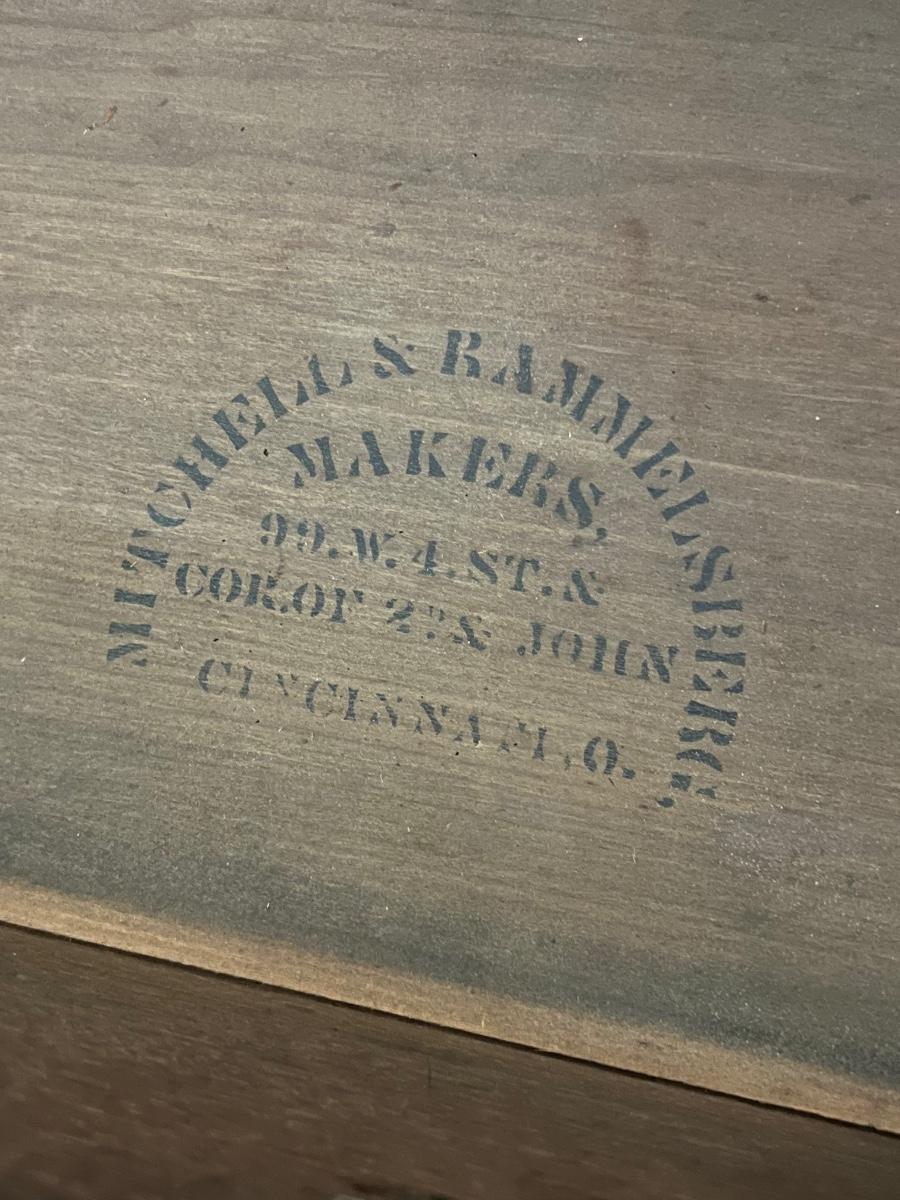 MITCHELL & RAMMELSBERG,
MAKERS,
99.W.4.ST.&
COR.OF 2D & JOHN
CINCINNATI,O.